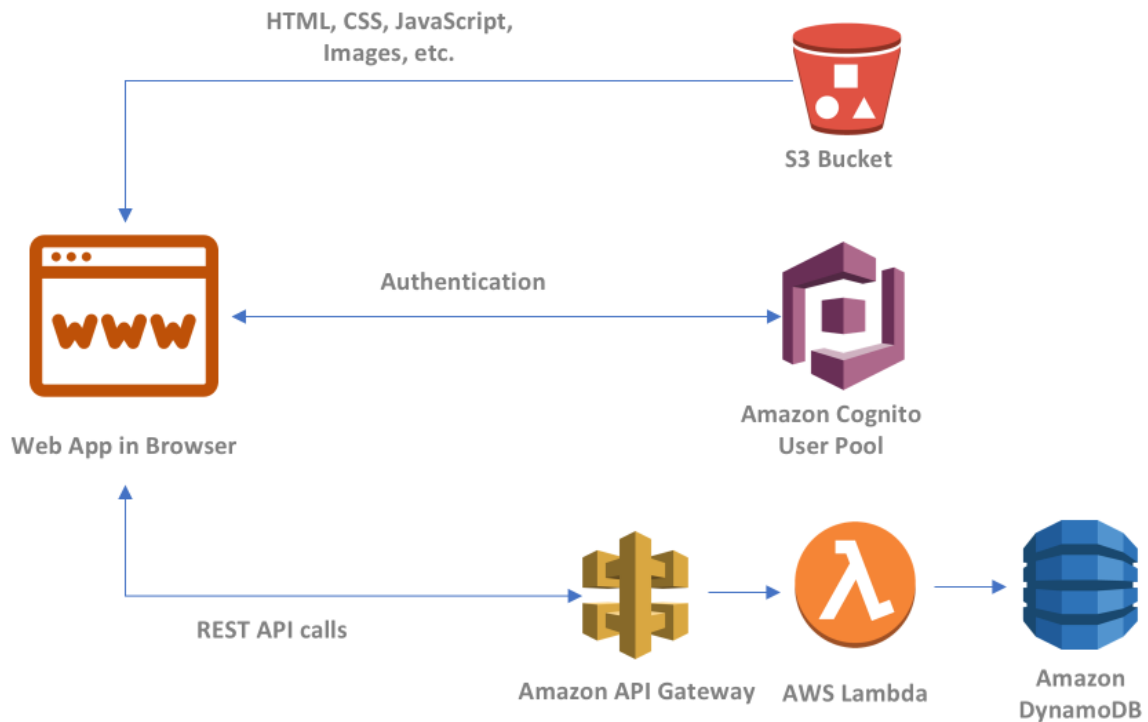 HTML, CSS, JavaScript,
Images, etc.
S3 Bucket
www
Authentication
Amazon Cognito
User Pool
Web App in Browser
REST API calls
Amazon API Gateway
AWS Lambda
Amazon
DynamoDB